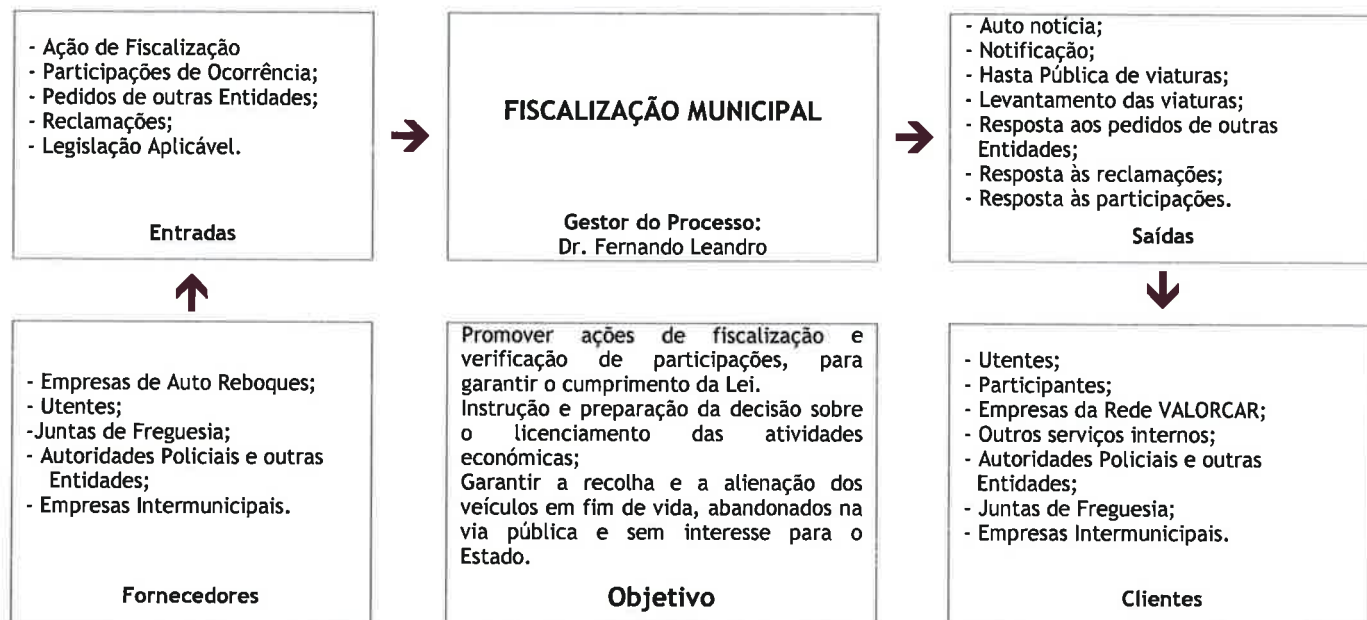 - Ação de Fiscalização
- Participações de Ocorrência;
- Pedidos de outras Entidades;
- Reclamações;
- Legislação Aplicável.
Entradas
FISCALIZAÇÃO MUNICIPAL
Gestor do Processo:
Dr. Fernando Leandro
- Auto notícia;
- Notificação;
- Hasta Pública de viaturas;
- Levantamento das viaturas;
- Resposta aos pedidos de outras
Entidades;
- Resposta às reclamações;
- Resposta às participações.
Saídas
- Empresas de Auto Reboques;
- Utentes;
-Juntas de Freguesia;
- Autoridades Policiais e outras
Entidades;
- Empresas Intermunicipais.
Fornecedores
Promover ações de fiscalização e
verificação de participações, para
garantir o cumprimento da Lei.
Instrução e preparação da decisão sobre
o licenciamento das atividades
económicas;
Garantir a recolha e a alienação dos
veículos em fim de vida, abandonados na
via pública e sem interesse para o
Estado.
Objetivo
- Utentes;
- Participantes;
- Empresas da Rede VALORCAR;
- Outros serviços internos;
- Autoridades Policiais e outras
Entidades;
- Juntas de Freguesia;
- Empresas Intermunicipais.
Clientes